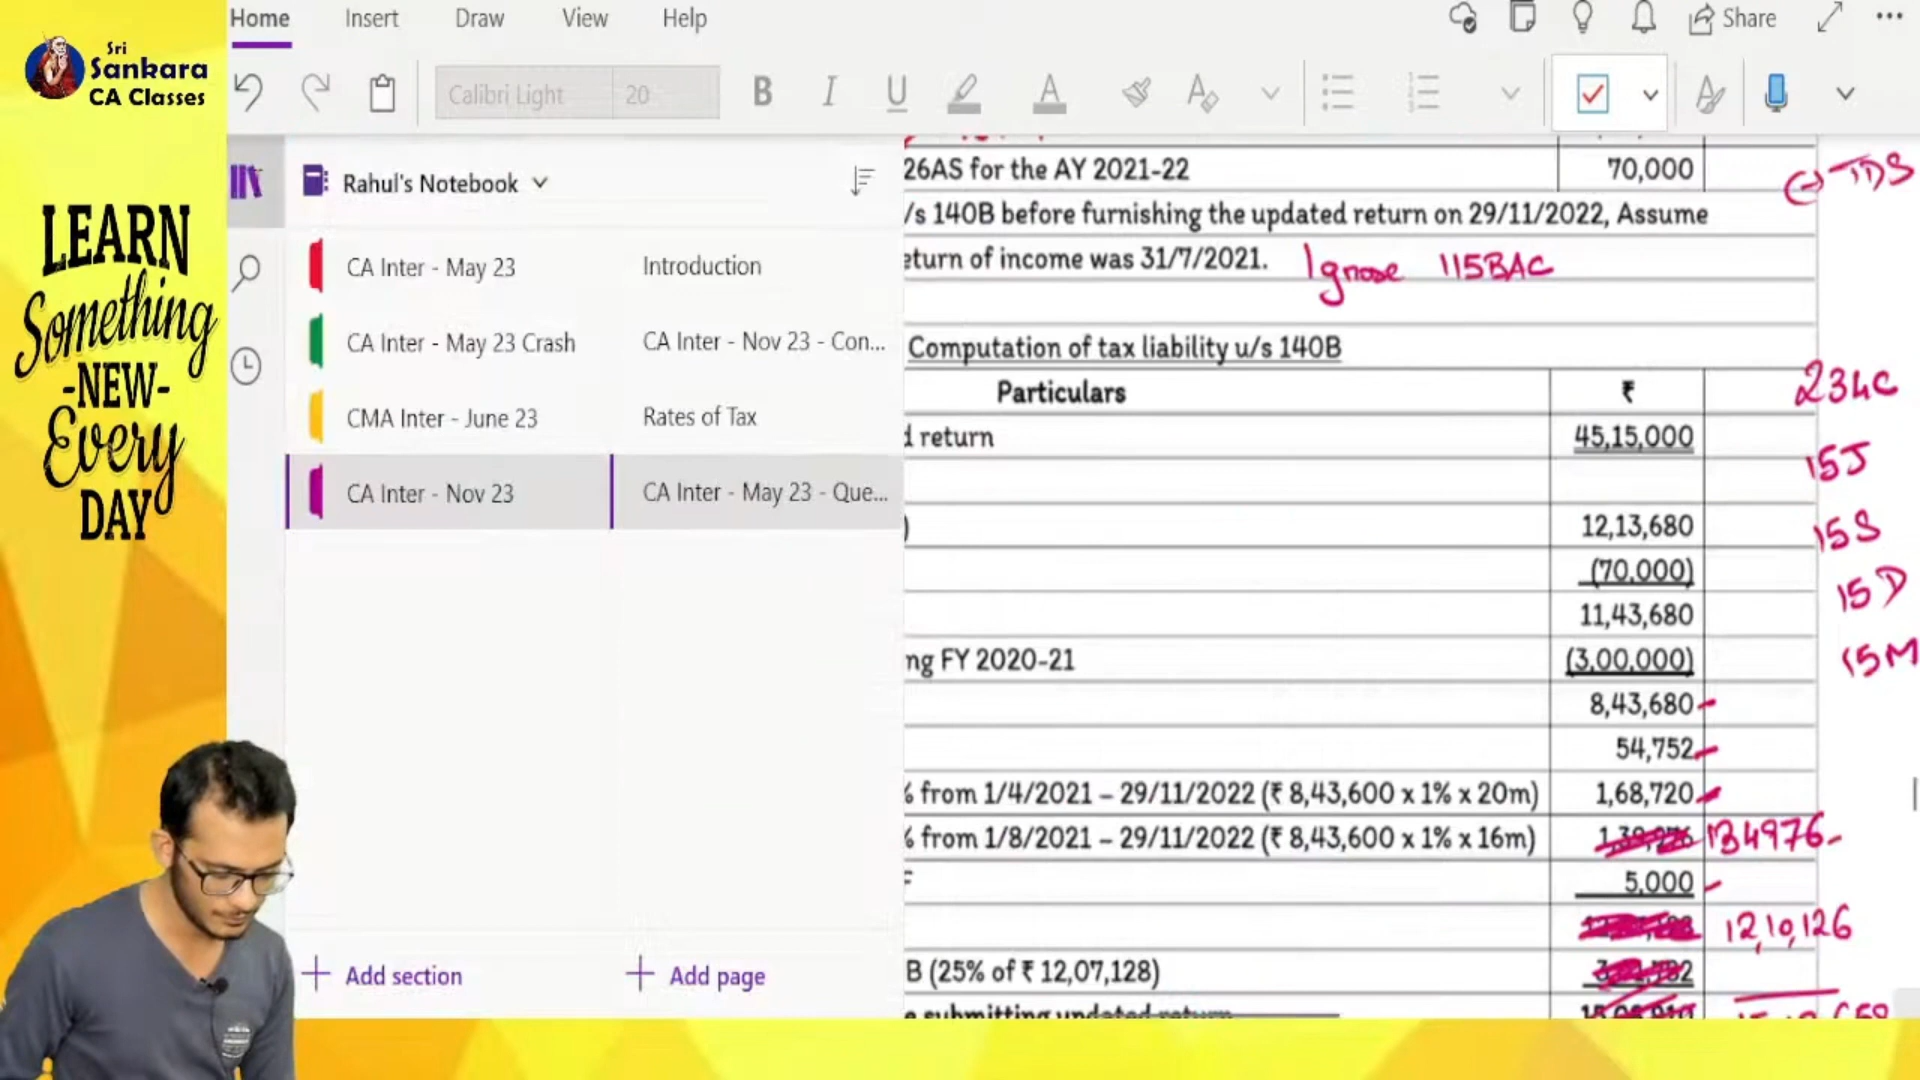 Sri
Sankara
CA Classes
LEARN
Something
-NEW-
Every
DAY
Home Insert Draw View Help Share
Calibri Light 20 B I U A A
Rahul's Notebook
CA Inter - May 23
CA Inter - May 23 Crash
CMA Inter - June 23
CA Inter - Nov 23
Add section
Introduction
CA Inter - Nov 23 - Con...
Rates of Tax
CA Inter - May 23 - Que...
Add page
26AS for the AY 2021-22 70,000 (-) TDS
/s 140B before furnishing the updated return on 29/11/2022, Assume
eturn of income was 31/7/2021. Ignore 115BAC
Computation of tax liability u/s 140B
Particulars ₹ 234C
d return 45,15,000 15J
) 12,13,680 15S
(70,000) 15D
11,43,680
ng FY 2020-21 (3,00,000) 15M
8,43,680
54,752
% from 1/4/2021 – 29/11/2022 (₹ 8,43,600 x 1% x 20m) 1,68,720
% from 1/8/2021 – 29/11/2022 (₹ 8,43,600 x 1% x 16m) 134976
F 5,000
12,10,126
B (25% of ₹ 12,07,128)
e submitting updated return